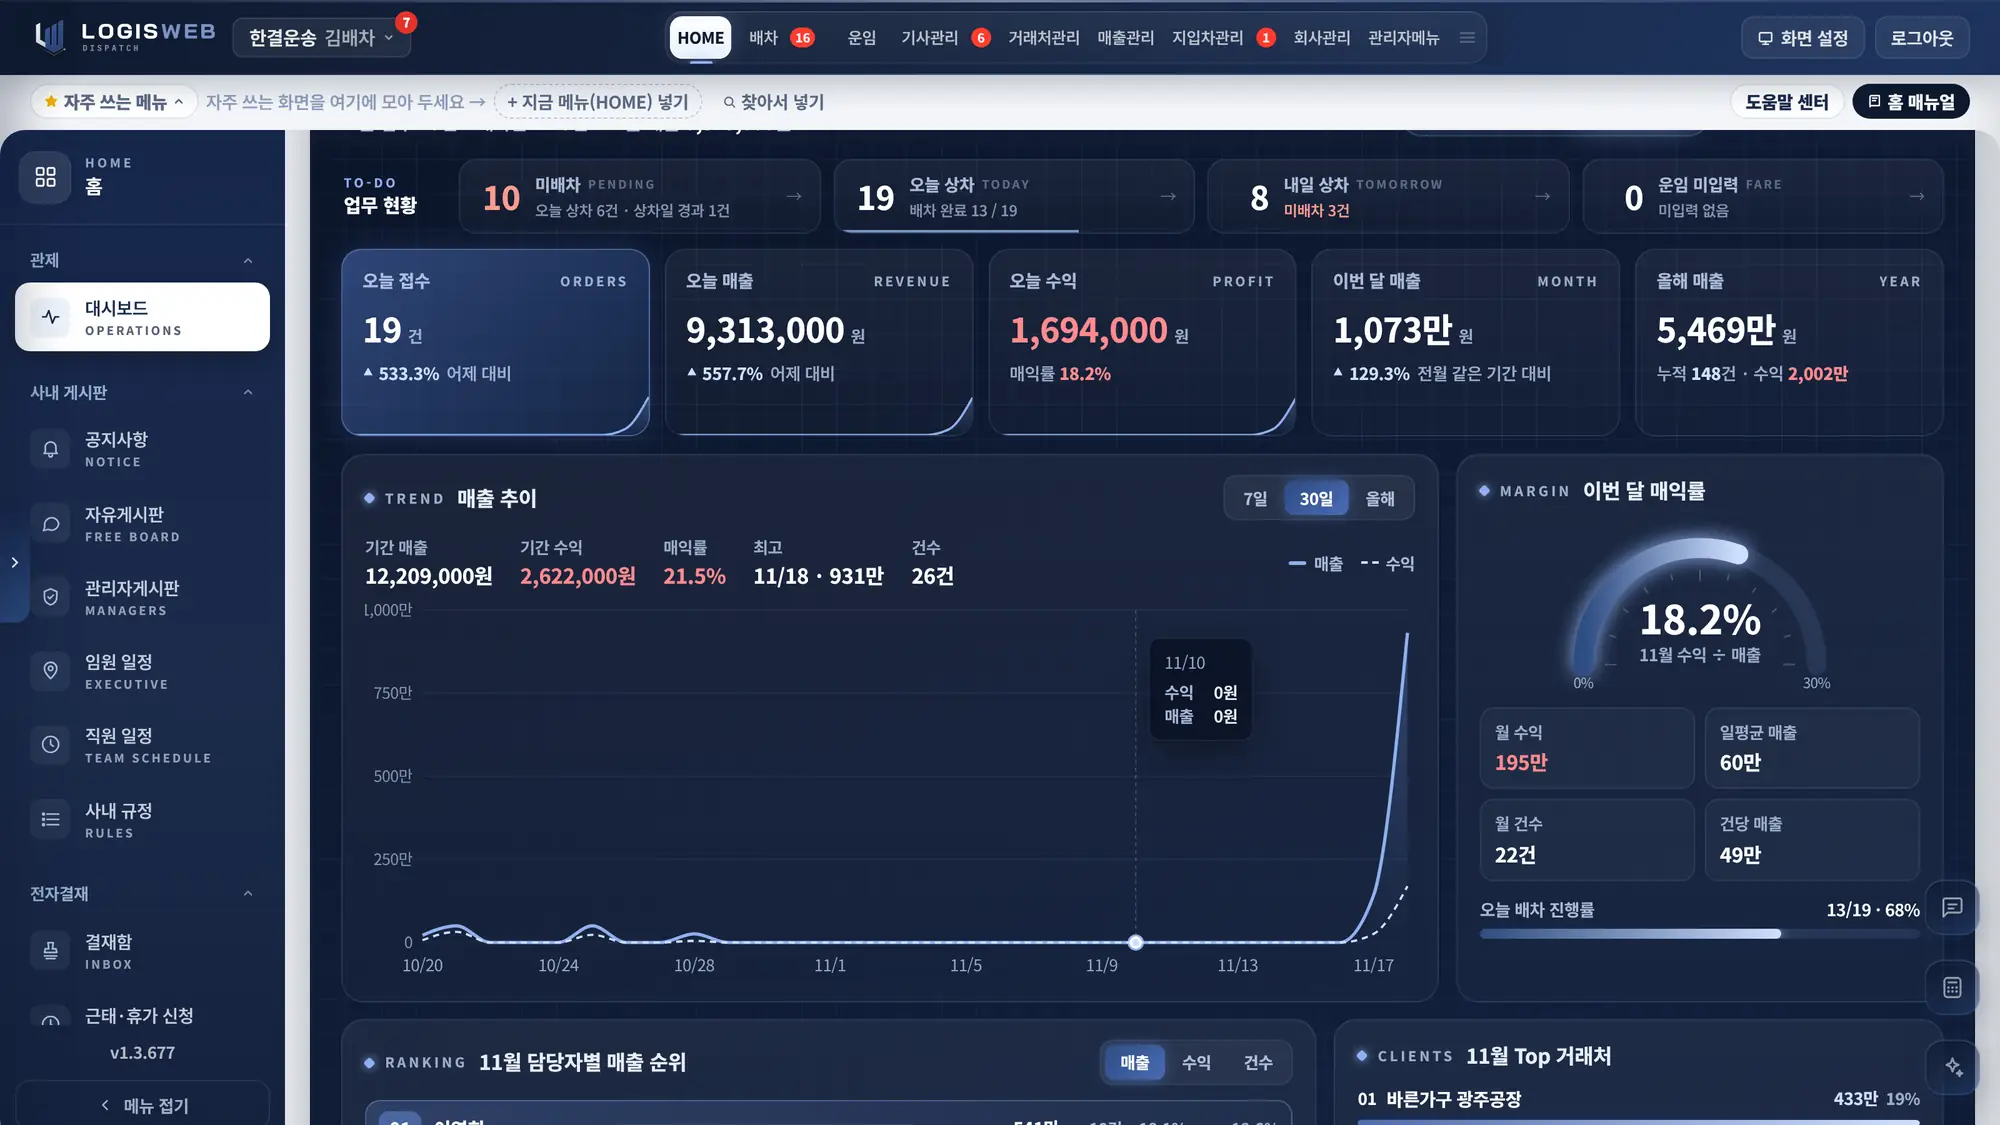 LOGISWEB
DISPATCH
한결운송 김배차
7
HOME
배차 16
운임
기사관리 6
거래처관리
매출관리
지입차관리 1
회사관리
관리자메뉴
화면 설정
로그아웃
자주 쓰는 메뉴
자주 쓰는 화면을 여기에 모아 두세요 →
+ 지금 메뉴(HOME) 넣기
찾아서 넣기
도움말 센터
홈 매뉴얼
HOME
홈
관제
대시보드
OPERATIONS
사내 게시판
공지사항
NOTICE
자유게시판
FREE BOARD
관리자게시판
MANAGERS
임원 일정
EXECUTIVE
직원 일정
TEAM SCHEDULE
사내 규정
RULES
전자결재
결재함
INBOX
근태·휴가 신청
v1.3.677
메뉴 접기
TO-DO
업무 현황
10
미배차 PENDING
오늘 상차 6건 · 상차일 경과 1건
→
19
오늘 상차 TODAY
배차 완료 13 / 19
→
8
내일 상차 TOMORROW
미배차 3건
→
0
운임 미입력 FARE
미입력 없음
→
오늘 접수 ORDERS
19 건
▲ 533.3% 어제 대비
오늘 매출 REVENUE
9,313,000 원
▲ 557.7% 어제 대비
오늘 수익 PROFIT
1,694,000 원
매익률 18.2%
이번 달 매출 MONTH
1,073만 원
▲ 129.3% 전월 같은 기간 대비
올해 매출 YEAR
5,469만 원
누적 148건 · 수익 2,002만
TREND 매출 추이
7일 30일 올해
기간 매출
12,209,000원
기간 수익
2,622,000원
매익률
21.5%
최고
11/18 · 931만
건수
26건
매출 수익
1,000만
750만
500만
250만
0
11/10
수익 0원
매출 0원
10/20 10/24 10/28 11/1 11/5 11/9 11/13 11/17
MARGIN 이번 달 매익률
18.2%
11월 수익 ÷ 매출
0% 30%
월 수익
195만
일평균 매출
60만
월 건수
22건
건당 매출
49만
오늘 배차 진행률 13/19 · 68%
RANKING 11월 담당자별 매출 순위
매출 수익 건수
CLIENTS 11월 Top 거래처
01 바른가구 광주공장 433만 19%